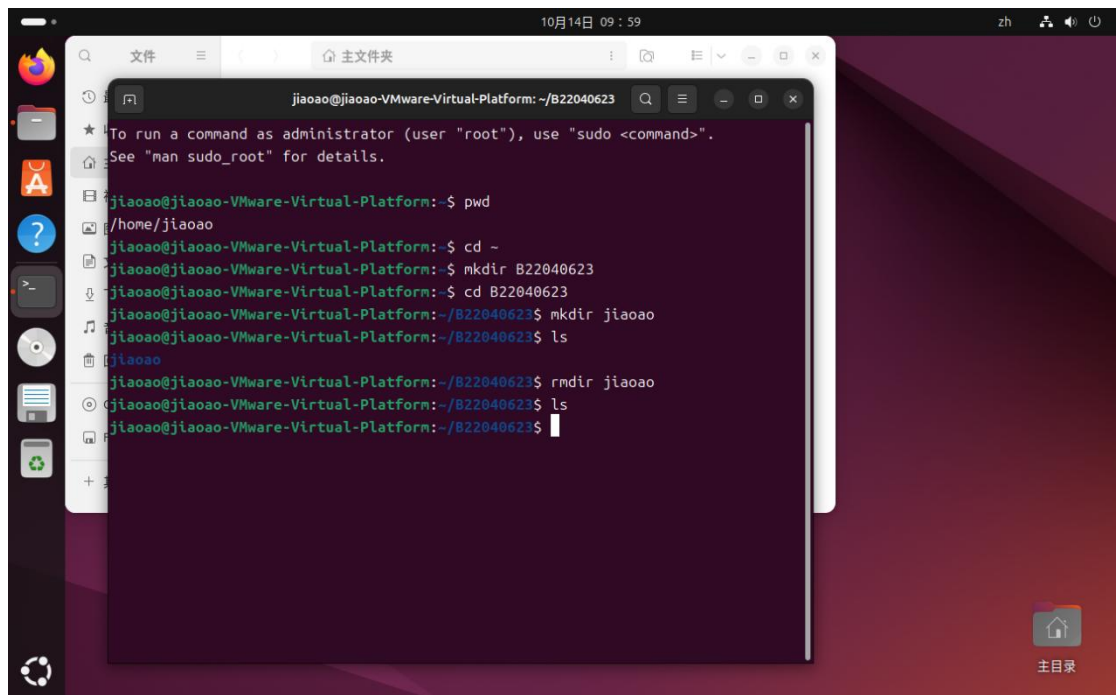 10月14日 09：59
zh
文件
主文件夹
jiaoao@jiaoao-VMware-Virtual-Platform: ~/B22040623
To run a command as administrator (user "root"), use "sudo <command>".
See "man sudo_root" for details.
jiaoao@jiaoao-VMware-Virtual-Platform:~$ pwd
/home/jiaoao
jiaoao@jiaoao-VMware-Virtual-Platform:~$ cd ~
jiaoao@jiaoao-VMware-Virtual-Platform:~$ mkdir B22040623
jiaoao@jiaoao-VMware-Virtual-Platform:~$ cd B22040623
jiaoao@jiaoao-VMware-Virtual-Platform:~/B22040623$ mkdir jiaoao
jiaoao@jiaoao-VMware-Virtual-Platform:~/B22040623$ ls
jiaoao
jiaoao@jiaoao-VMware-Virtual-Platform:~/B22040623$ rmdir jiaoao
jiaoao@jiaoao-VMware-Virtual-Platform:~/B22040623$ ls
jiaoao@jiaoao-VMware-Virtual-Platform:~/B22040623$
主目录